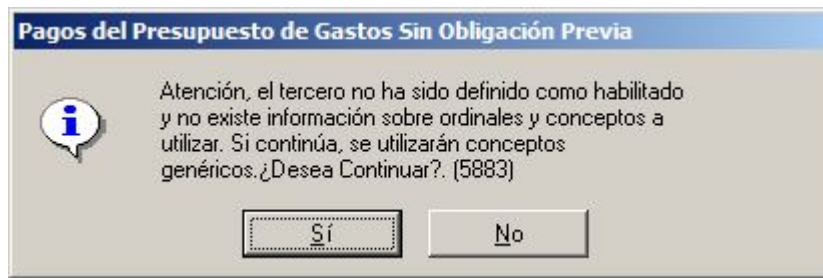 Pagos del Presupuesto de Gastos Sin Obligación Previa
Atención, el tercero no ha sido definido como habilitado
y no existe información sobre ordinales y conceptos a
utilizar. Si continúa, se utilizarán conceptos
genéricos.¿Desea Continuar?. (5883)
Sí
No